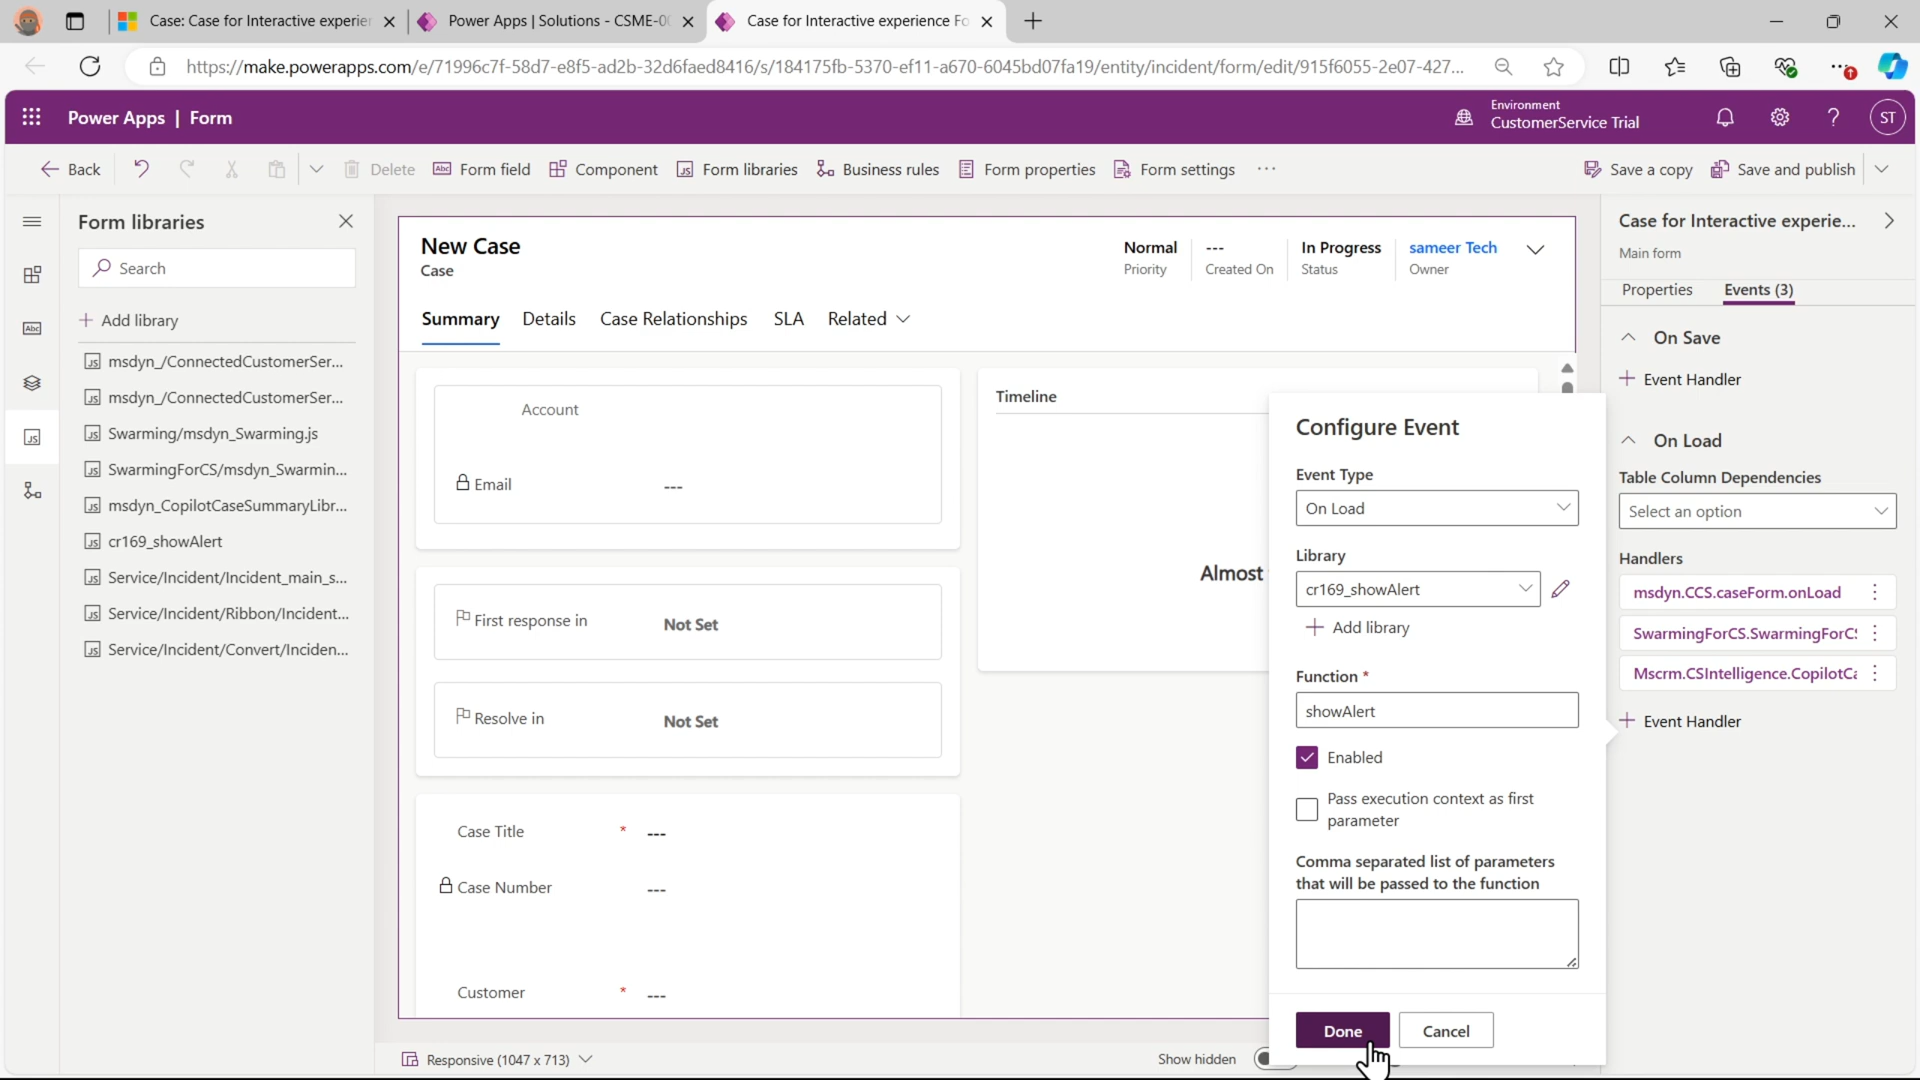 Case: Case for Interactive experier
Power Apps | Solutions - CSME-00
Case for Interactive experience Fo
https://make.powerapps.com/e/71996c7f-58d7-e8f5-ad2b-32d6faed8416/s/184175fb-5370-ef11-a670-6045bd07fa19/entity/incident/form/edit/915f6055-2e07-427...
Power Apps | Form
Environment
CustomerService Trial
ST
Back
Delete
Form field
Component
Form libraries
Business rules
Form properties
Form settings
Save a copy
Save and publish
Form libraries
Search
Add library
msdyn_/ConnectedCustomerSer...
msdyn_/ConnectedCustomerSer...
Swarming/msdyn_Swarming.js
SwarmingForCS/msdyn_Swarmin...
msdyn_CopilotCaseSummaryLibr...
cr169_showAlert
Service/Incident/Incident_main_s...
Service/Incident/Ribbon/Incident...
Service/Incident/Convert/Inciden...
New Case
Case
Normal
Priority
---
Created On
In Progress
Status
sameer Tech
Owner
Summary
Details
Case Relationships
SLA
Related
Account
Email
---
First response in
Not Set
Resolve in
Not Set
Case Title
* ---
Case Number
---
Customer
* ---
Timeline
Almost
Responsive (1047 x 713)
Show hidden
Configure Event
Event Type
On Load
Library
cr169_showAlert
Add library
Function *
showAlert
Enabled
Pass execution context as first
parameter
Comma separated list of parameters
that will be passed to the function
Done
Cancel
Case for Interactive experie...
Main form
Properties
Events (3)
On Save
Event Handler
On Load
Table Column Dependencies
Select an option
Handlers
msdyn.CCS.caseForm.onLoad
SwarmingForCS.SwarmingForCS
Mscrm.CSIntelligence.CopilotCa
Event Handler